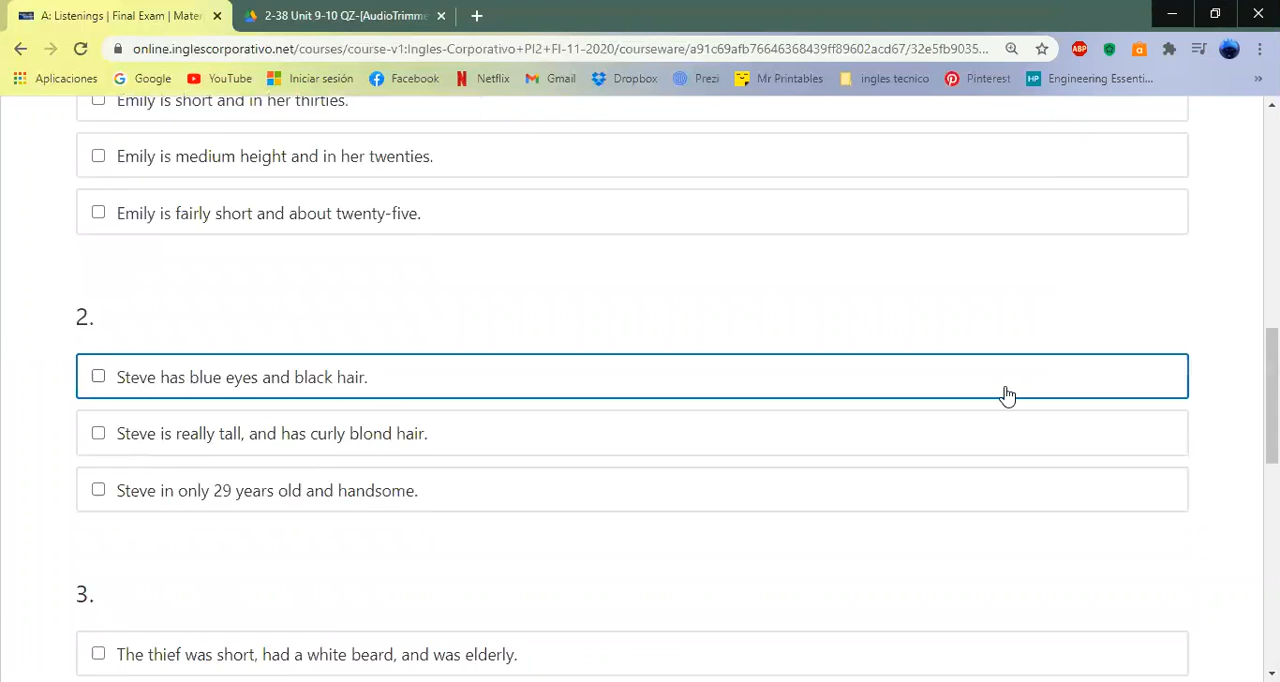 A: Listenings | Final Exam | Mater
2-38 Unit 9-10 QZ-[AudioTrimme
online.inglescorporativo.net/courses/course-v1:Ingles-Corporativo+PI2+FI-11-2020/courseware/a91c69afb76646368439ff89602acd67/32e5fb9035...
ABP
Aplicaciones
Google
YouTube
Iniciar sesión
Facebook
Netflix
Gmail
Dropbox
Prezi
Mr Printables
ingles tecnico
Pinterest
HP
Engineering Essenti...
»
Emily is short and in her thirties.
Emily is medium height and in her twenties.
Emily is fairly short and about twenty-five.
2.
Steve has blue eyes and black hair.
Steve is really tall, and has curly blond hair.
Steve in only 29 years old and handsome.
3.
The thief was short, had a white beard, and was elderly.